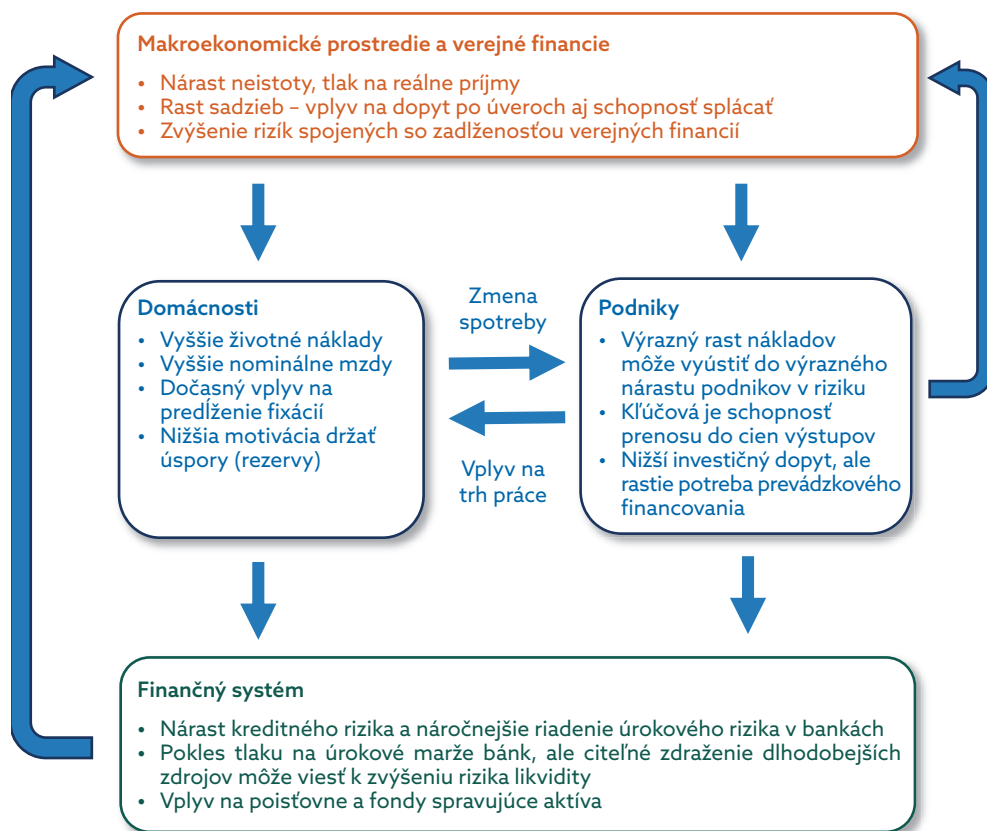 Makroekonomické prostredie a verejné financie
• Nárast neistoty, tlak na reálne príjmy
• Rast sadzieb – vplyv na dopyt po úveroch aj schopnosť splácať
• Zvýšenie rizík spojených so zadlženosťou verejných financií
Domácnosti
• Vyššie životné náklady
• Vyššie nominálne mzdy
• Dočasný vplyv na
predĺženie fixácií
• Nižšia motivácia držať
úspory (rezervy)
Zmena
spotreby
Vplyv na
trh práce
Podniky
• Výrazný rast nákladov
môže vyústiť do výrazného
nárastu podnikov v riziku
• Kľúčová je schopnosť
prenosu do cien výstupov
• Nižší investičný dopyt, ale
rastie potreba prevádzkového
financovania
Finančný systém
• Nárast kreditného rizika a náročnejšie riadenie úrokového rizika v bankách
• Pokles tlaku na úrokové marže bánk, ale citeľné zdraženie dlhodobejších
zdrojov môže viesť k zvýšeniu rizika likvidity
• Vplyv na poisťovne a fondy spravujúce aktíva